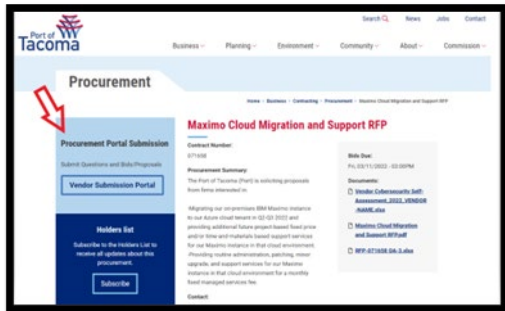 Search News Jobs Contact
Port of
Tacoma
Business Planning Environment Community About Commission
Procurement
Home Business Contracting Procurement Maximo Cloud Migration and Support RFP
Procurement Portal Submission
Submit Questions and Bids/Proposals
Vendor Submission Portal
Holders list
Subscribe to the Holders List to
receive all updates about this
procurement.
Subscribe
Maximo Cloud Migration and Support RFP
Contract Number:
071658
Procurement Summary:
The Port of Tacoma (Port) is soliciting proposals
from firms interested in:
-Migrating our on-premises IBM Maximo instance
to our Azure cloud tenant in Q2-Q3 2022 and
providing additional future project-based fixed price
and/or time and materials based support services
for our Maximo instance in that cloud environment.
-Providing routine administration, patching, minor
upgrade, and support services for our Maximo
instance in that cloud environment for a monthly
fixed managed services fee.
Contact:
Bids Due:
Fri, 03/11/2022 - 02:00PM
Documents:
Vendor Cybersecurity Self-
Assessment_2022_VENDOR
-NAME.xlsx
Maximo Cloud Migration
and Support RFP.pdf
RFP-071658 DA-3.xlsx